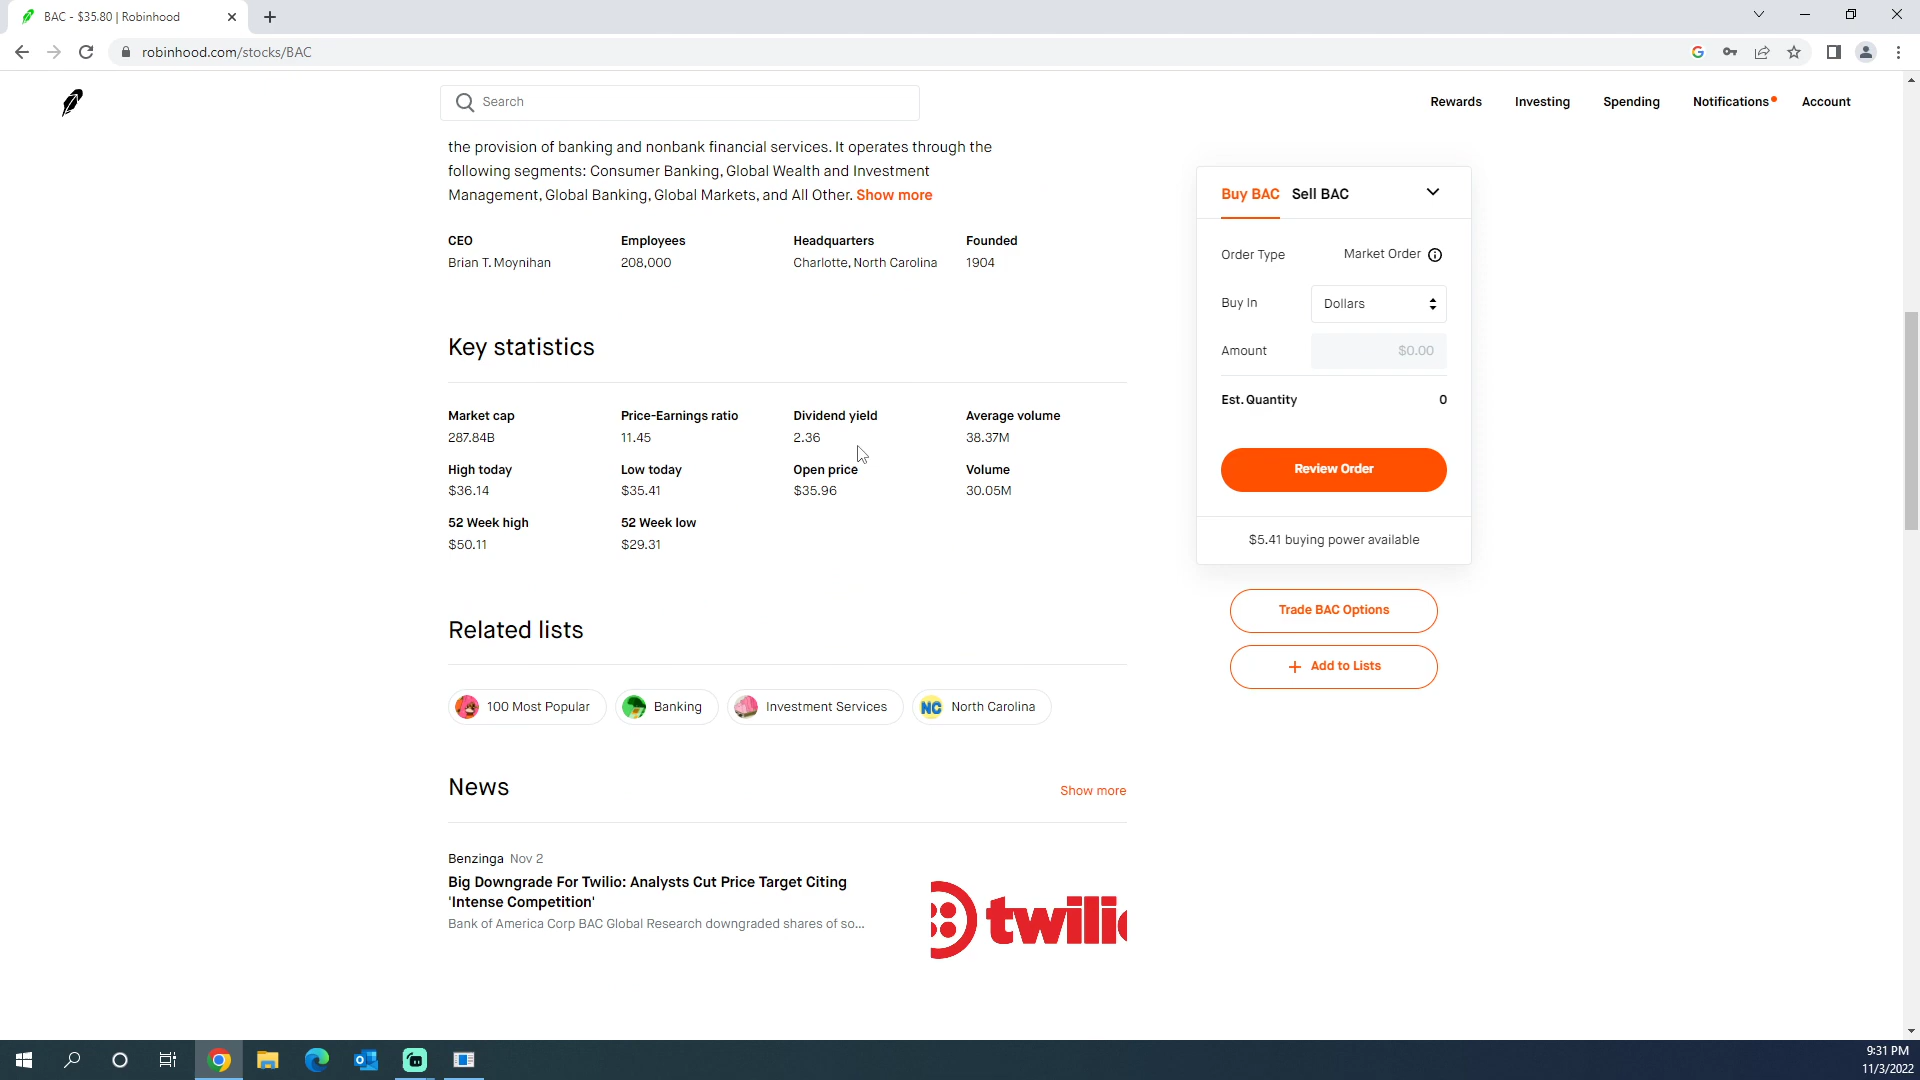 BAC - $35.80 | Robinhood
robinhood.com/stocks/BAC
Search
Rewards
Investing
Spending
Notifications
Account
the provision of banking and nonbank financial services. It operates through the
following segments: Consumer Banking, Global Wealth and Investment
Management, Global Banking, Global Markets, and All Other. Show more
CEO Employees Headquarters Founded
Brian T. Moynihan 208,000 Charlotte, North Carolina 1904
Key statistics
Market cap Price-Earnings ratio Dividend yield Average volume
287.84B 11.45 2.36 38.37M
High today Low today Open price Volume
$36.14 $35.41 $35.96 30.05M
52 Week high 52 Week low
$50.11 $29.31
Related lists
100 Most Popular Banking Investment Services NC North Carolina
News Show more
Benzinga Nov 2
Big Downgrade For Twilio: Analysts Cut Price Target Citing
'Intense Competition'
Bank of America Corp BAC Global Research downgraded shares of so...
twilio
Buy BAC Sell BAC
Order Type Market Order
Buy In Dollars
Amount $0.00
Est. Quantity 0
Review Order
$5.41 buying power available
Trade BAC Options
+ Add to Lists
9:31 PM
11/3/2022